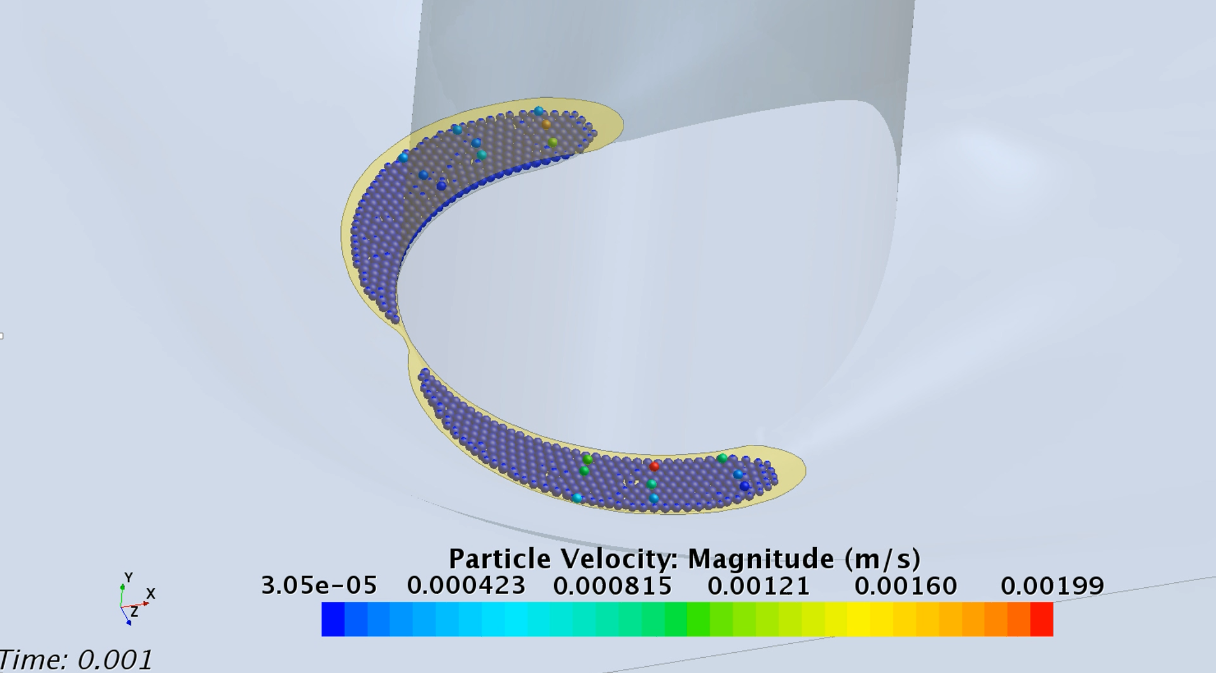 Particle Velocity: Magnitude (m/s)
3.05e-05 0.000423 0.000815 0.00121 0.00160 0.00199
Y
X
Z
Time: 0.001